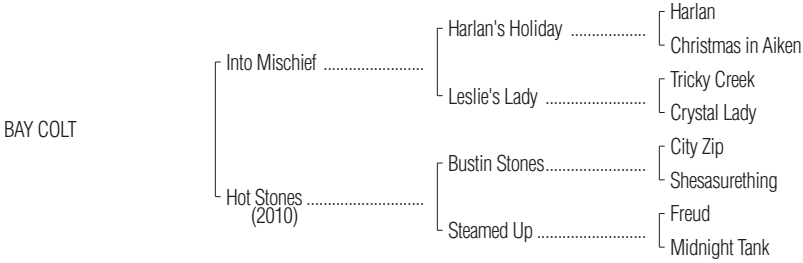 Harlan
Harlan's Holiday ..................
Christmas in Aiken
Into Mischief ........................
Tricky Creek
Leslie's Lady ........................
Crystal Lady
BAY COLT
City Zip
Bustin Stones........................
Shesasurething
Hot Stones ............................
(2010)
Freud
Steamed Up ..........................
Midnight Tank